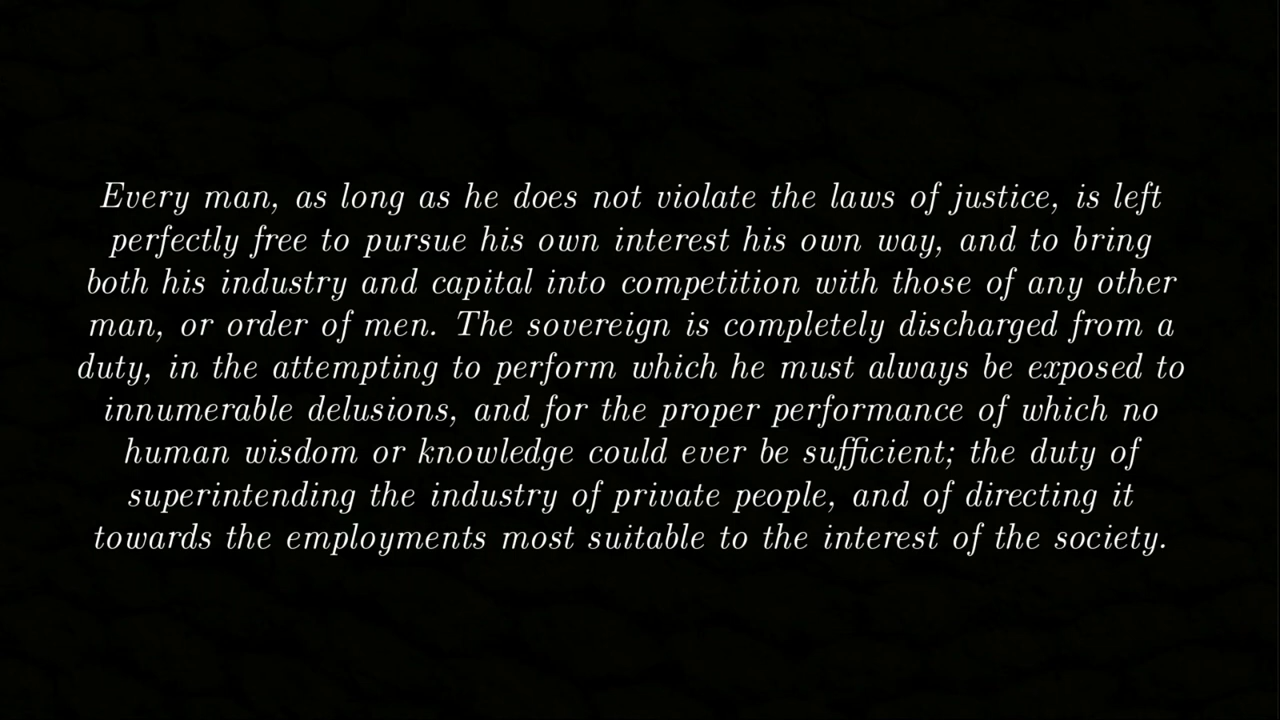 Every man, as long as he does not violate the laws of justice, is left
perfectly free to pursue his own interest his own way, and to bring
both his industry and capital into competition with those of any other
man, or order of men. The sovereign is completely discharged from a
duty, in the attempting to perform which he must always be exposed to
innumerable delusions, and for the proper performance of which no
human wisdom or knowledge could ever be sufficient; the duty of
superintending the industry of private people, and of directing it
towards the employments most suitable to the interest of the society.